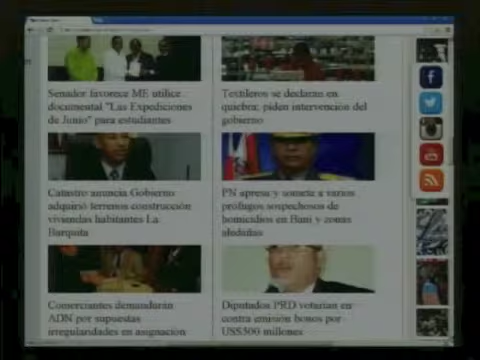 Senador favorece ME utilice
documental "Las Expediciones
de Junio" para estudiantes
Textileros se declaran en
quiebra; piden intervención del
gobierno
Catastro anuncia Gobierno
adquirió terrenos construcción
viviendas habitantes La
Barquita
PN apresa y someta a varios
prófugos sospechosos de
homicidios en Baní y zonas
aledañas
Comerciantes demandarán
ADN por supuestas
irregularidades en asignación
Diputados PRD votarían en
contra emisión bonos por
US$500 millones